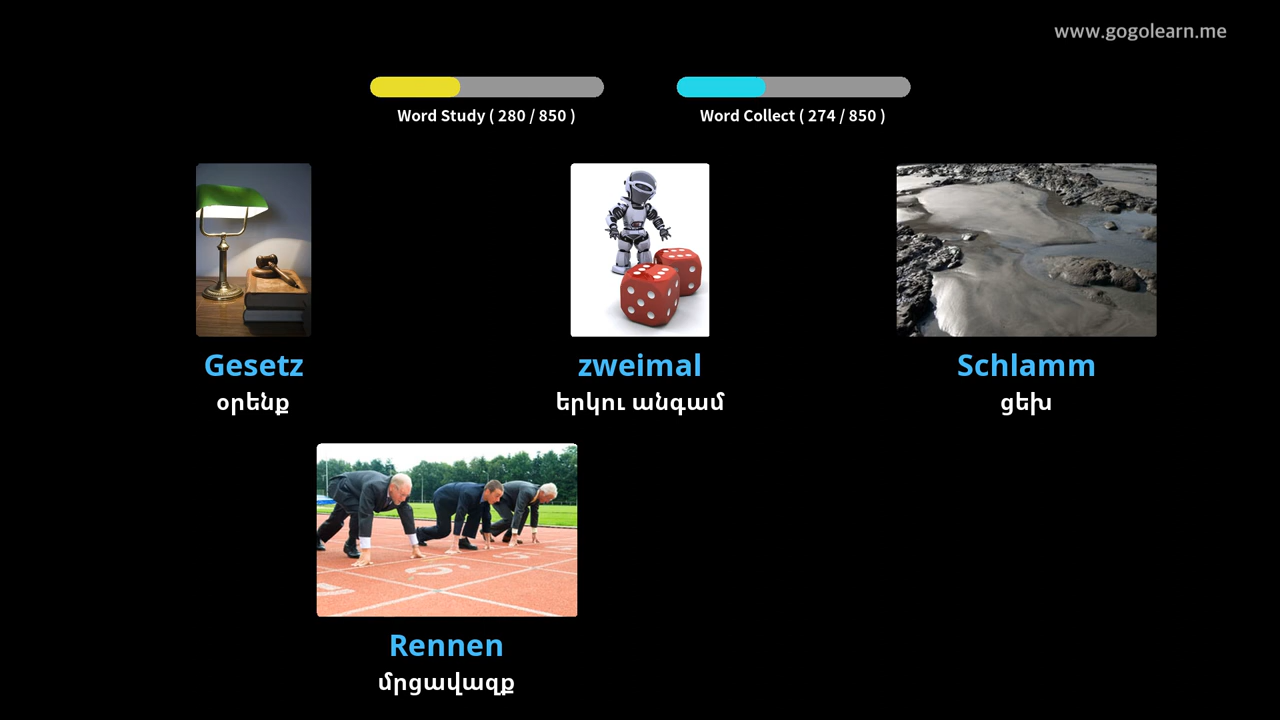 www.gogolearn.me
Word Study ( 280 / 850 )
Word Collect ( 274 / 850 )
Gesetz
օրենք
zweimal
երկու անգամ
Schlamm
ցեխ
Rennen
մրցավազք